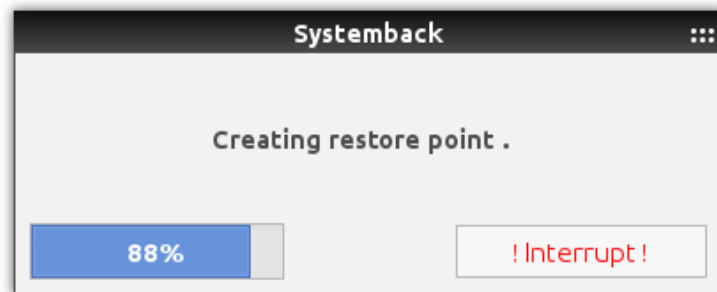 Systemback
Creating restore point .
88%
! Interrupt !